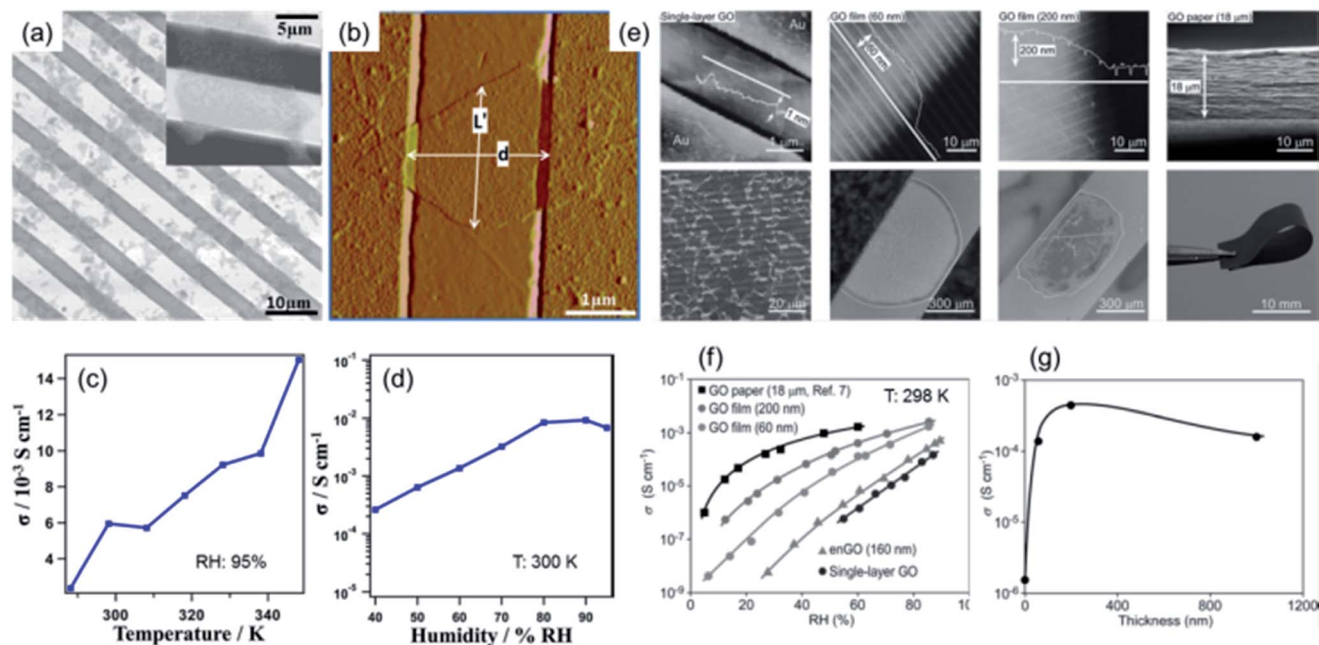 (a)
5μm
10μm
(b)
L'
d
1μm
(e)
Single-layer GO
Au
1 nm
Au
1 μm
GO film (60 nm)
60 nm
10 μm
GO film (200 nm)
200 nm
10 μm
GO paper (18 μm)
18 μm
10 μm
20 μm
300 μm
300 μm
10 mm
(c)
σ / 10⁻³ S cm⁻¹
14
12
10
8
6
4
2
RH: 95%
300
320
340
Temperature / K
(d)
σ / S cm⁻¹
10⁻¹
10⁻²
10⁻³
10⁻⁴
10⁻⁵
T: 300 K
40
50
60
70
80
90
Humidity / % RH
(f)
GO paper (18 μm, Ref. 7)
GO film (200 nm)
GO film (60 nm)
T: 298 K
σ (S cm⁻¹)
10⁻¹
10⁻³
10⁻⁵
10⁻⁷
10⁻⁹
enGO (160 nm)
Single-layer GO
0
20
40
60
80
RH (%)
(g)
σ (S cm⁻¹)
10⁻³
10⁻⁴
10⁻⁵
10⁻⁶
0
400
800
1200
Thickness (nm)